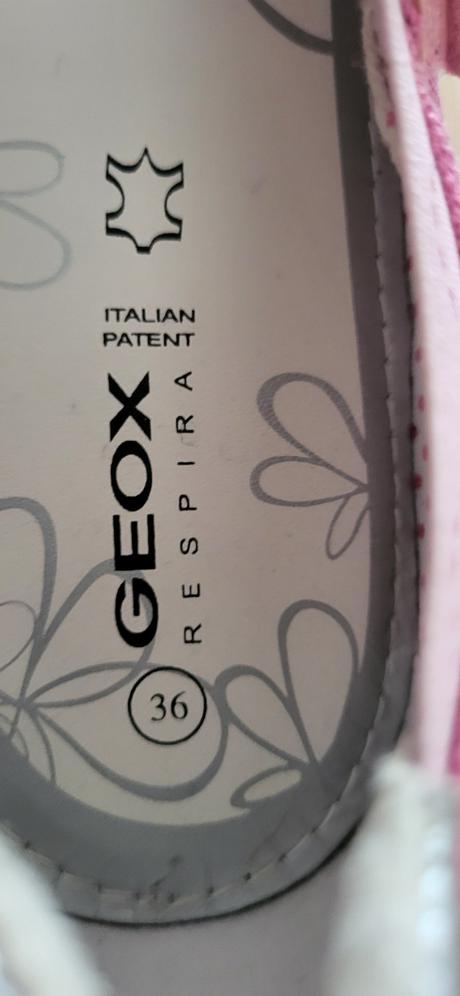 ITALIAN
PATENT
GEOX
RESPIRA
36